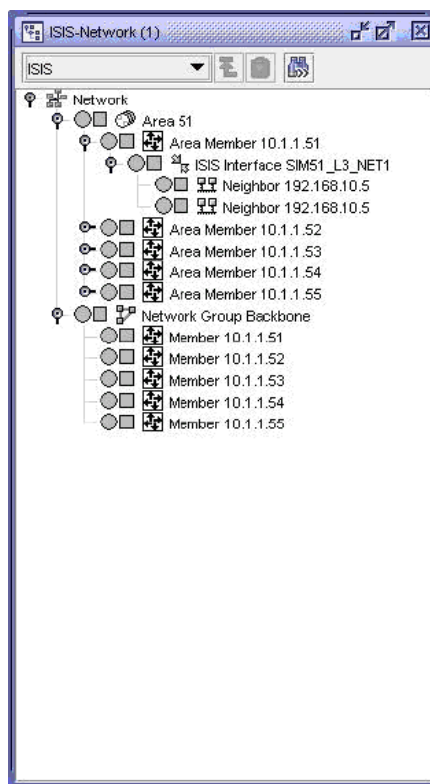 ISIS-Network (1)
ISIS
Network
Area 51
Area Member 10.1.1.51
ISIS Interface SIM51_L3_NET1
Neighbor 192.168.10.5
Neighbor 192.168.10.5
Area Member 10.1.1.52
Area Member 10.1.1.53
Area Member 10.1.1.54
Area Member 10.1.1.55
Network Group Backbone
Member 10.1.1.51
Member 10.1.1.52
Member 10.1.1.53
Member 10.1.1.54
Member 10.1.1.55